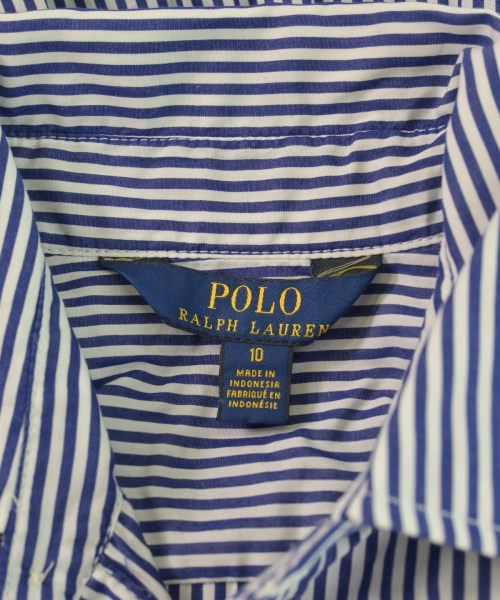 POLO
RALPH LAUREN
10
MADE IN
INDONESIA
FABRIQUÉ EN
INDONÉSIE